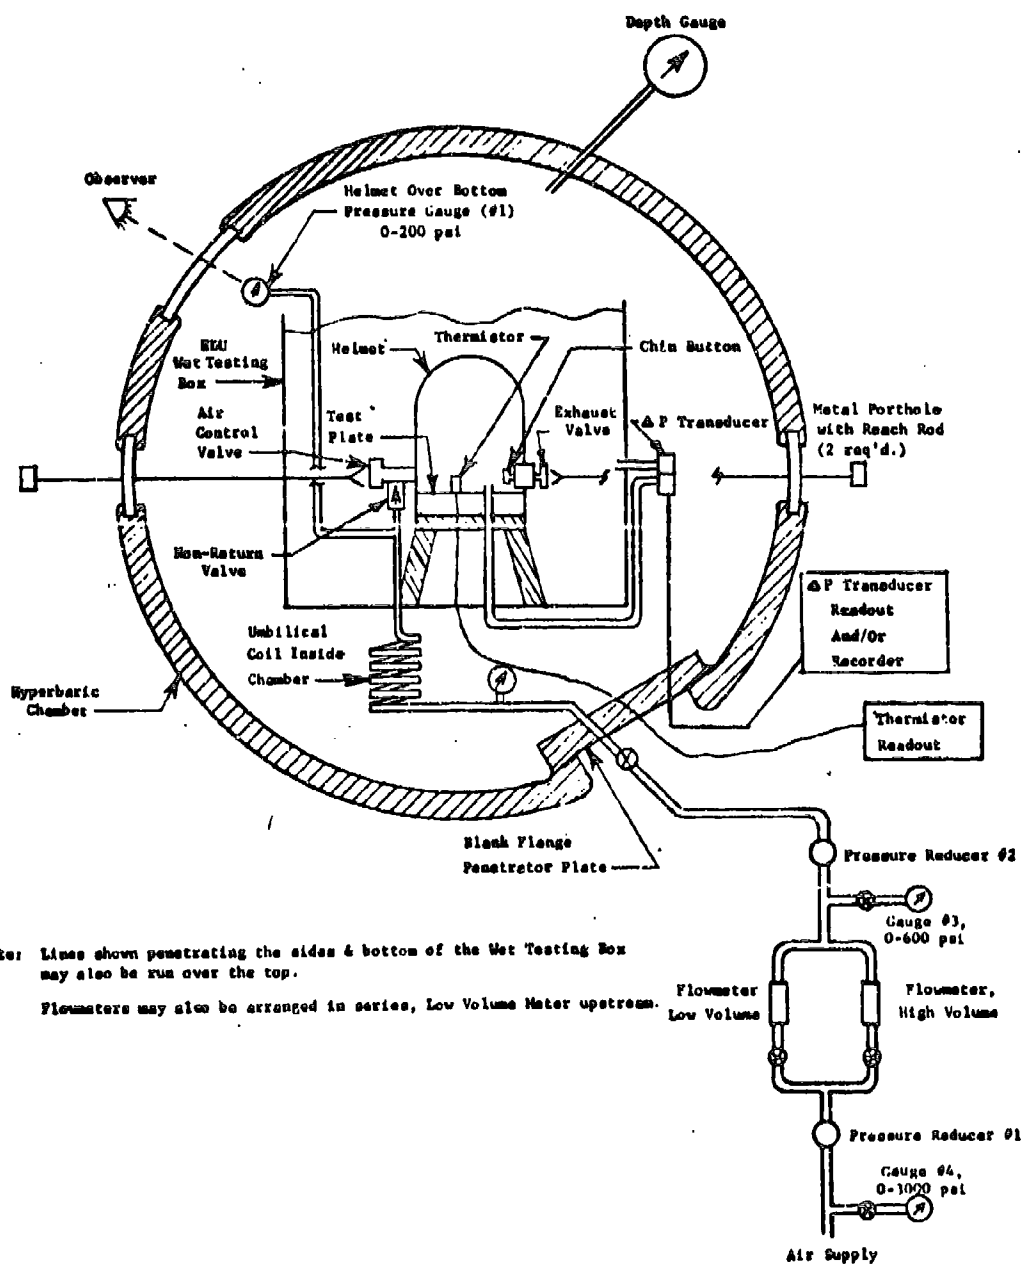 Depth Gauge
Observer
Helmet Over Bottom
Pressure Gauge (#1)
0-200 psi
EDU
Wet Testing
Box
Helmet
Thermistor
Chin Button
Air
Control
Valve
Test
Plate
Exhaust
Valve
Δ P Transducer
Metal Porthole
with Reach Rod
(2 req'd.)
Non-Return
Valve
Δ P Transducer
Readout
And/Or
Recorder
Umbilical
Coil Inside
Chamber
Hyperbaric
Chamber
Thermistor
Readout
Blank Flange
Penetrator Plate
Pressure Reducer #2
Gauge #3,
0-600 psi
te: Lines shown penetrating the sides & bottom of the Wet Testing Box
may also be run over the top.
Flowmeters may also be arranged in series, Low Volume Meter upstream.
Flowmeter
Low Volume
Flowmeter,
High Volume
Pressure Reducer #1
Gauge #4,
0-3000 psi
Air Supply